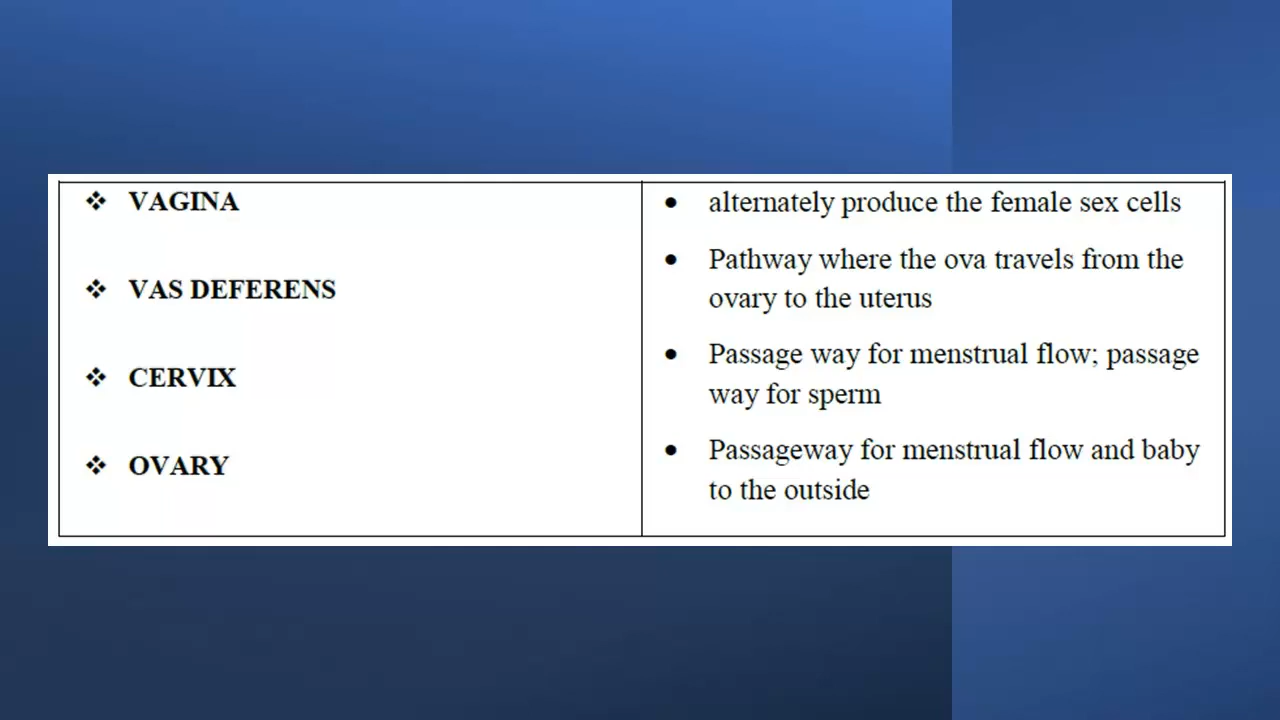 ❖ VAGINA
❖ VAS DEFERENS
❖ CERVIX
❖ OVARY
• alternately produce the female sex cells
• Pathway where the ova travels from the
ovary to the uterus
• Passage way for menstrual flow; passage
way for sperm
• Passageway for menstrual flow and baby
to the outside